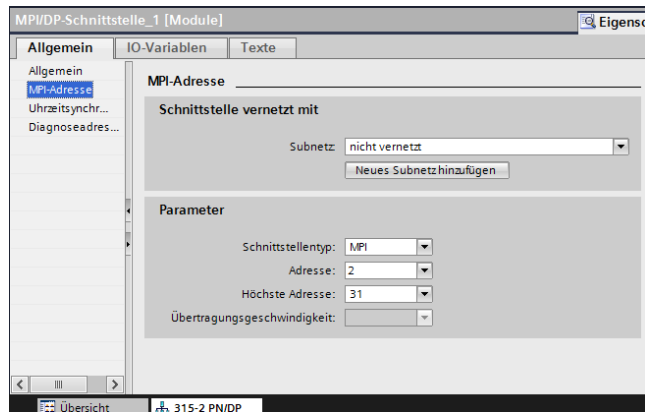 MPI/DP-Schnittstelle_1 [Module]
Eigensc
Allgemein IO-Variablen Texte
Allgemein
MPI-Adresse
Uhrzeitsynchr...
Diagnoseadres...
MPI-Adresse
Schnittstelle vernetzt mit
Subnetz: nicht vernetzt
Neues Subnetz hinzufügen
Parameter
Schnittstellentyp: MPI
Adresse: 2
Höchste Adresse: 31
Übertragungsgeschwindigkeit:
Übersicht 315-2 PN/DP